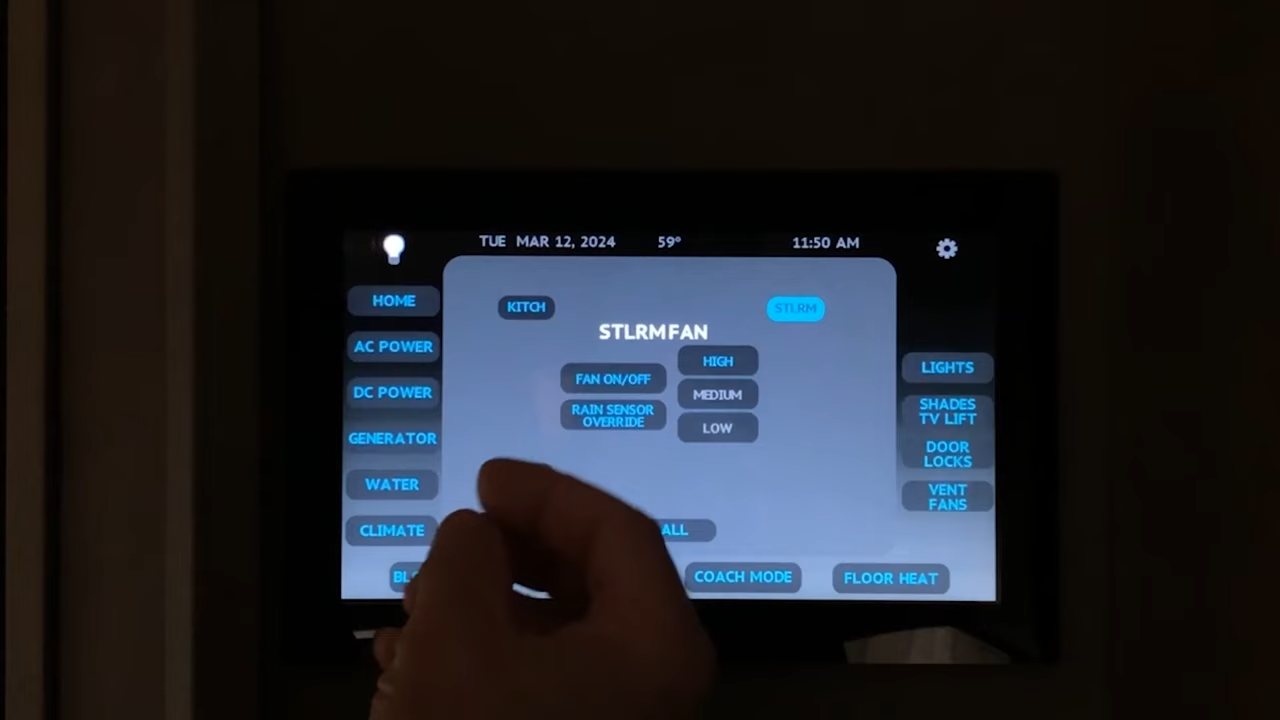 TUE MAR 12, 2024 59° 11:50 AM
HOME
AC POWER
DC POWER
GENERATOR
WATER
CLIMATE
KITCH
STLRM
STLRM FAN
FAN ON/OFF
RAIN SENSOR
OVERRIDE
HIGH
MEDIUM
LOW
ALL
LIGHTS
SHADES
TV LIFT
DOOR
LOCKS
VENT
FANS
COACH MODE
FLOOR HEAT